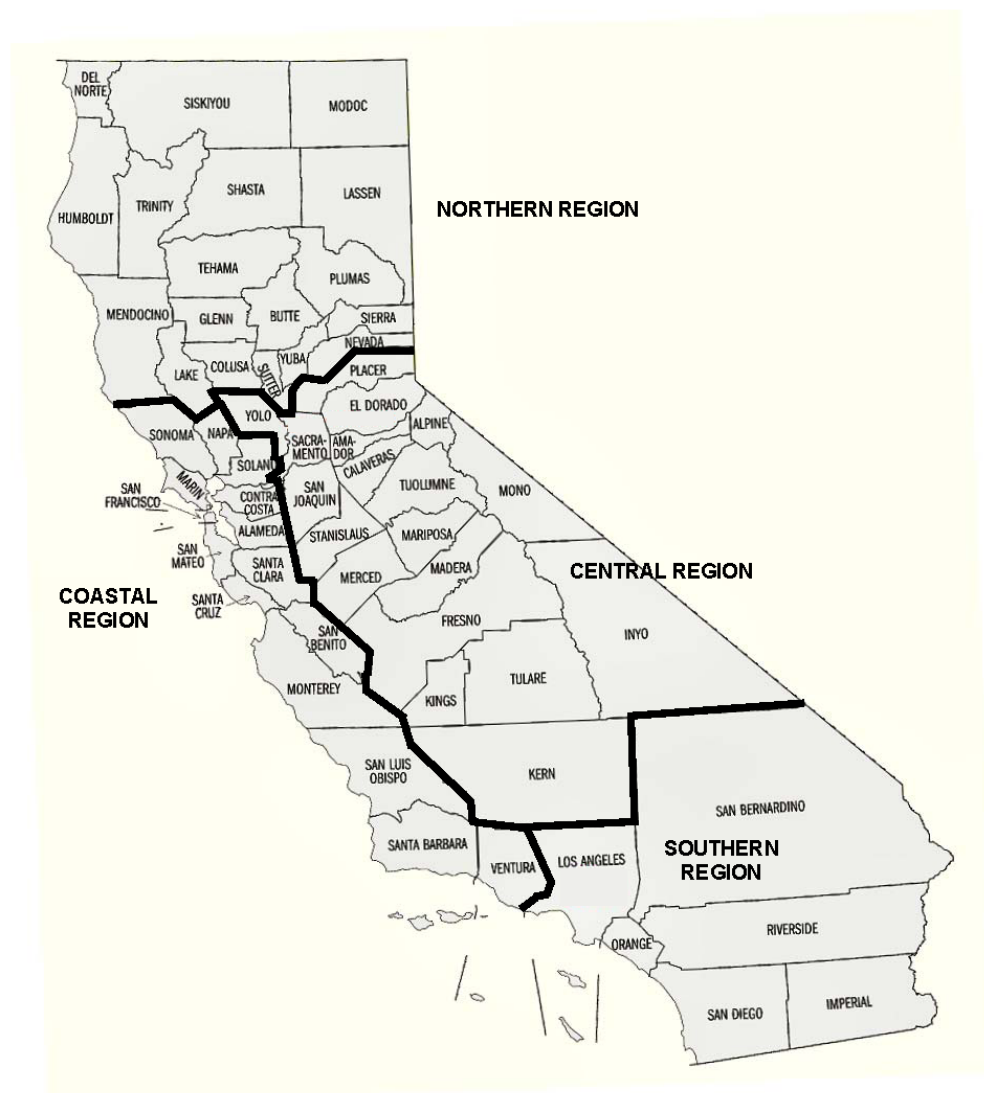 DEL
NORTE
SISKIYOU
MODOC
HUMBOLDT
TRINITY
SHASTA
LASSEN
NORTHERN REGION
TEHAMA
PLUMAS
MENDOCINO
GLENN
BUTTE
SIERRA
NEVADA
LAKE
COLUSA
SUTTER
YUBA
PLACER
SONOMA
NAPA
YOLO
EL DORADO
ALPINE
SACRA-
MENTO
AMA-
DOR
SOLANO
CALAVERAS
MARIN
SAN
FRANCISCO
CONTRA
COSTA
SAN
JOAQUIN
TUOLUMNE
MONO
ALAMEDA
STANISLAUS
MARIPOSA
SAN
MATEO
SANTA
CLARA
MERCED
MADERA
CENTRAL REGION
COASTAL
REGION
SANTA
CRUZ
SAN
BENITO
FRESNO
INYO
MONTEREY
KINGS
TULARE
SAN LUIS
OBISPO
KERN
SAN BERNARDINO
SANTA BARBARA
VENTURA
LOS ANGELES
SOUTHERN
REGION
ORANGE
RIVERSIDE
SAN DIEGO
IMPERIAL